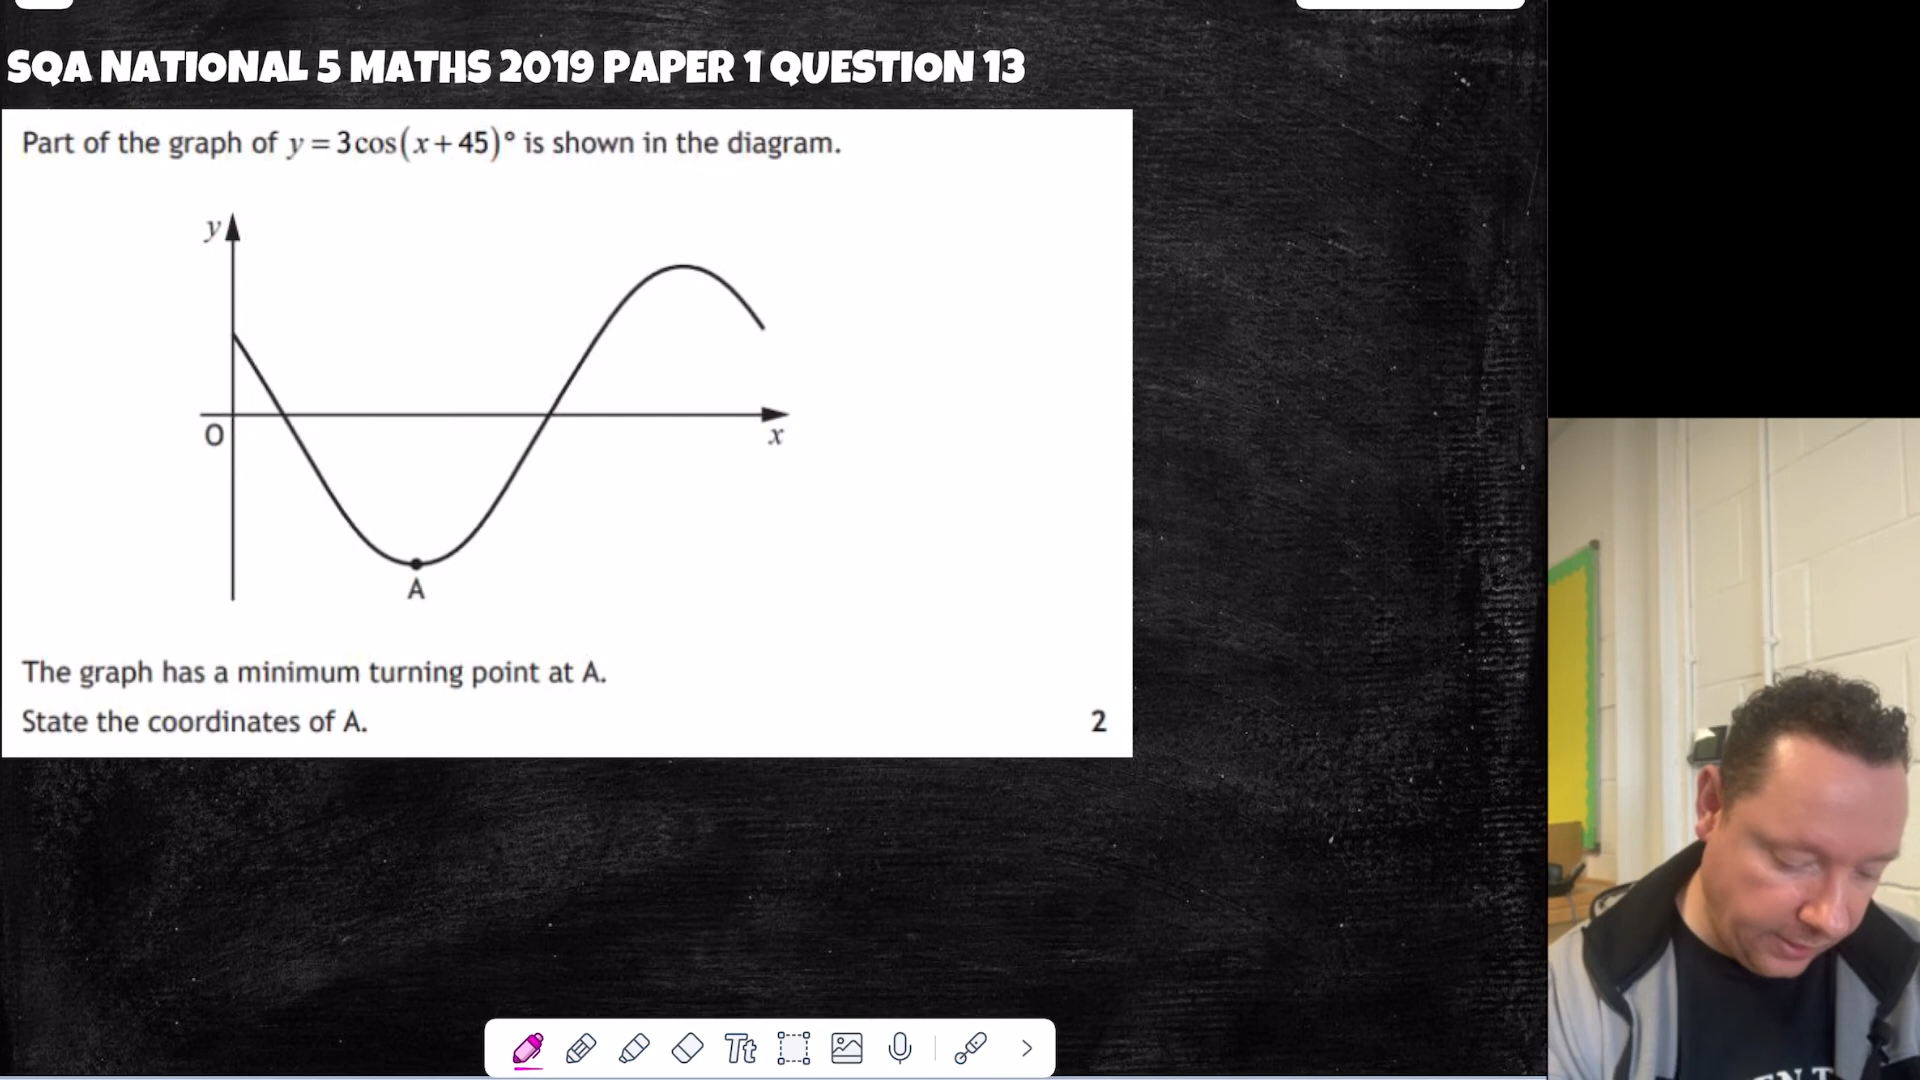 SQA NATIONAL 5 MATHS 2019 PAPER 1 QUESTION 13
Part of the graph of y = 3cos(x + 45)° is shown in the diagram.
y
O
x
A
The graph has a minimum turning point at A.
State the coordinates of A.
2
Tt